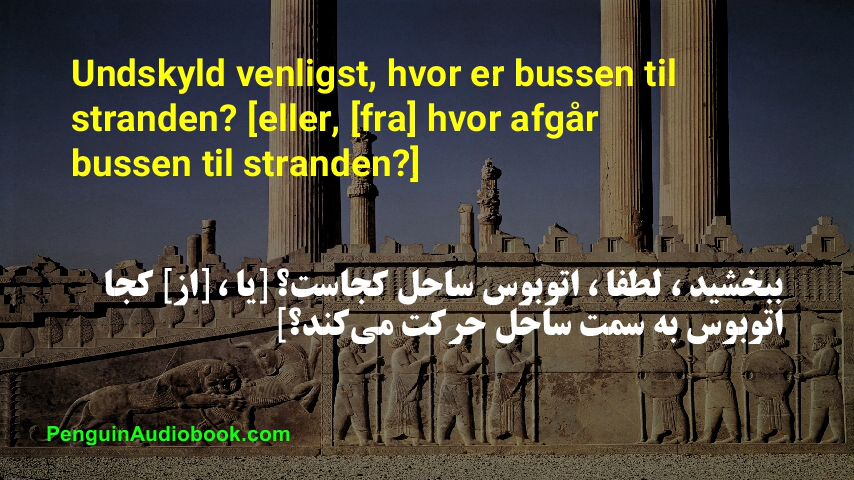 Undskyld venligst, hvor er bussen til
stranden? [eller, [fra] hvor afgår
bussen til stranden?]
ببخشید ، لطفا ، اتوبوس ساحل کجاست؟ [یا ، [از] کجا
اتوبوس به سمت ساحل حرکت می‌کند؟]
PenguinAudiobook.com